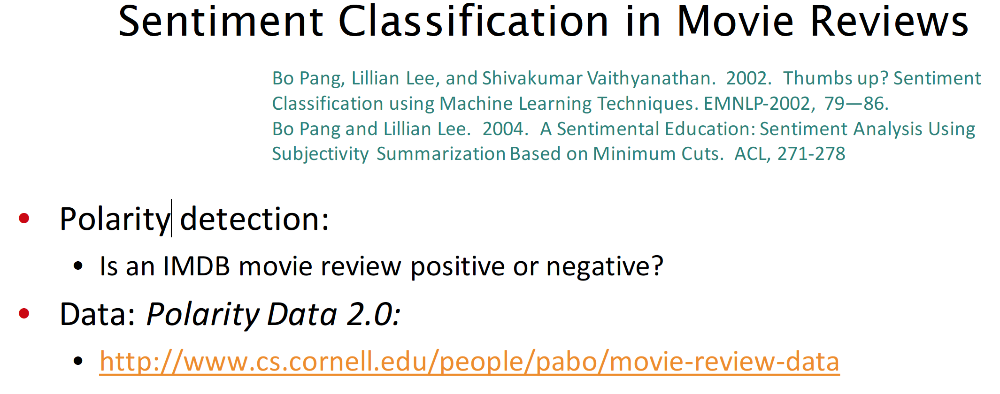 Sentiment Classification in Movie Reviews
Bo Pang, Lillian Lee, and Shivakumar Vaithyanathan. 2002. Thumbs up? Sentiment
Classification using Machine Learning Techniques. EMNLP-2002, 79—86.
Bo Pang and Lillian Lee. 2004. A Sentimental Education: Sentiment Analysis Using
Subjectivity Summarization Based on Minimum Cuts. ACL, 271-278
• Polarity detection:
• Is an IMDB movie review positive or negative?
• Data: Polarity Data 2.0:
• http://www.cs.cornell.edu/people/pabo/movie-review-data